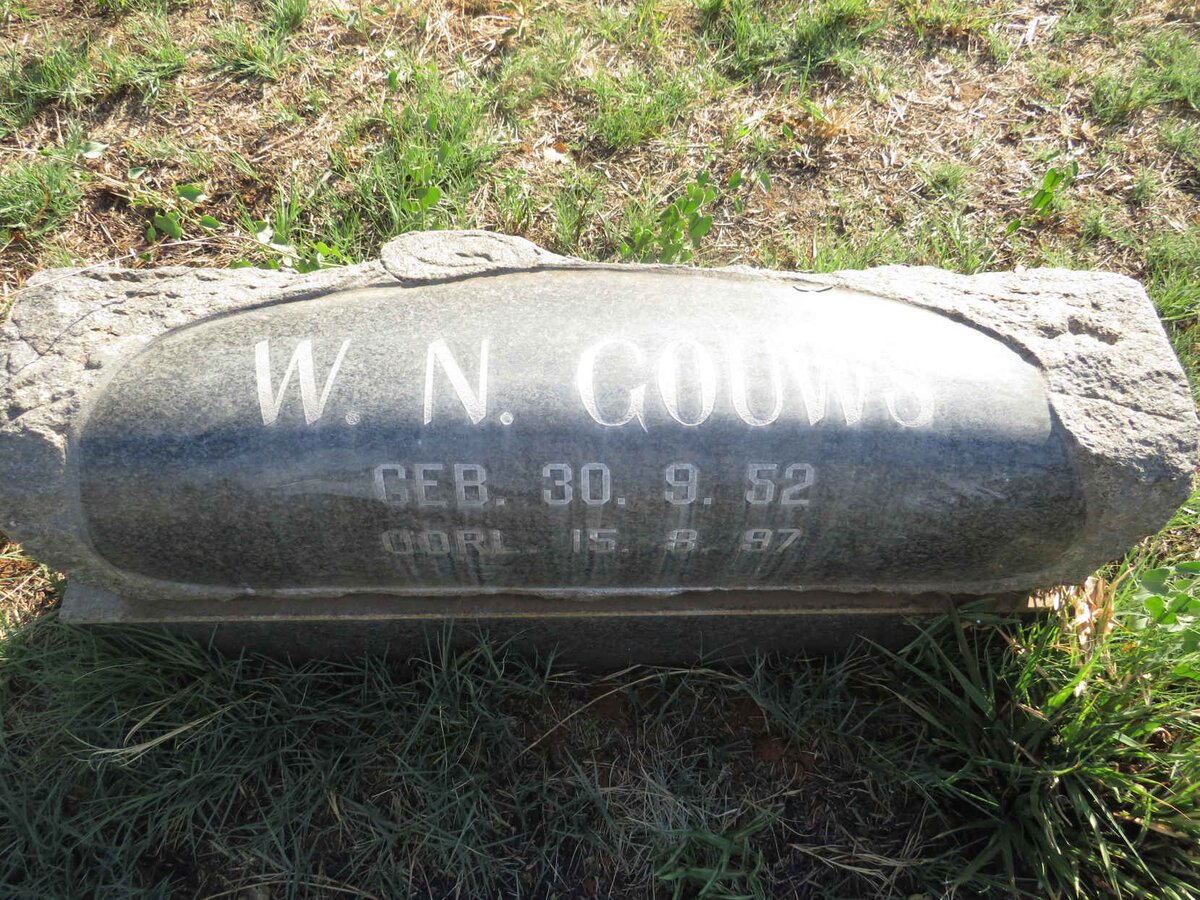 W. N. GOUWS
GEB. 30. 9. 52
OORL. 15. 8. 97